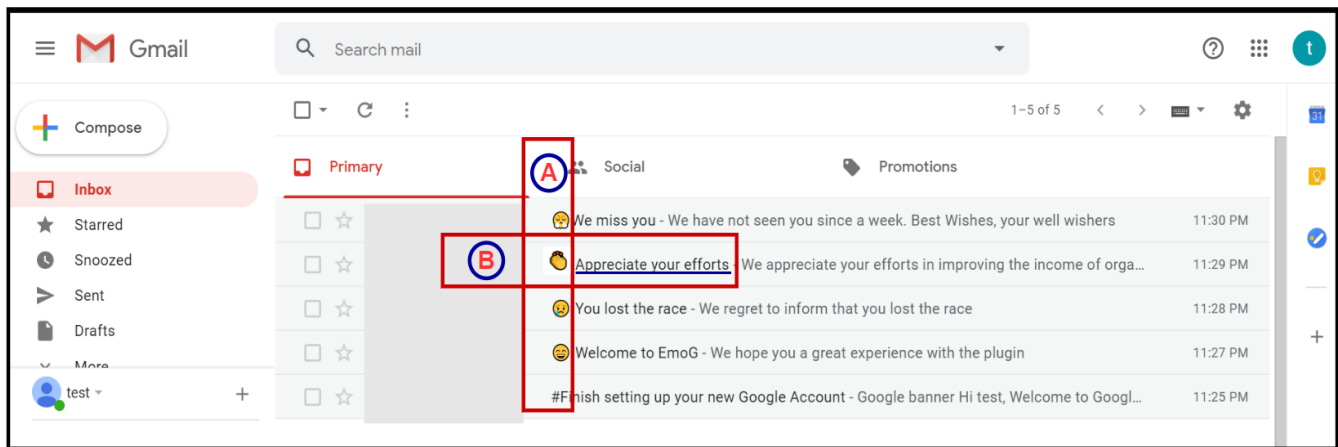 Gmail
Search mail
t
Compose
1–5 of 5
31
Primary
A
Social
Promotions
Inbox
😤We miss you - We have not seen you since a week. Best Wishes, your well wishers 11:30 PM
Starred
B
👏 Appreciate your efforts - We appreciate your efforts in improving the income of orga... 11:29 PM
Snoozed
Sent
😢 You lost the race - We regret to inform that you lost the race 11:28 PM
Drafts
😄 Welcome to EmoG - We hope you a great experience with the plugin 11:27 PM
More
test
#Finish setting up your new Google Account - Google banner Hi test, Welcome to Googl... 11:25 PM